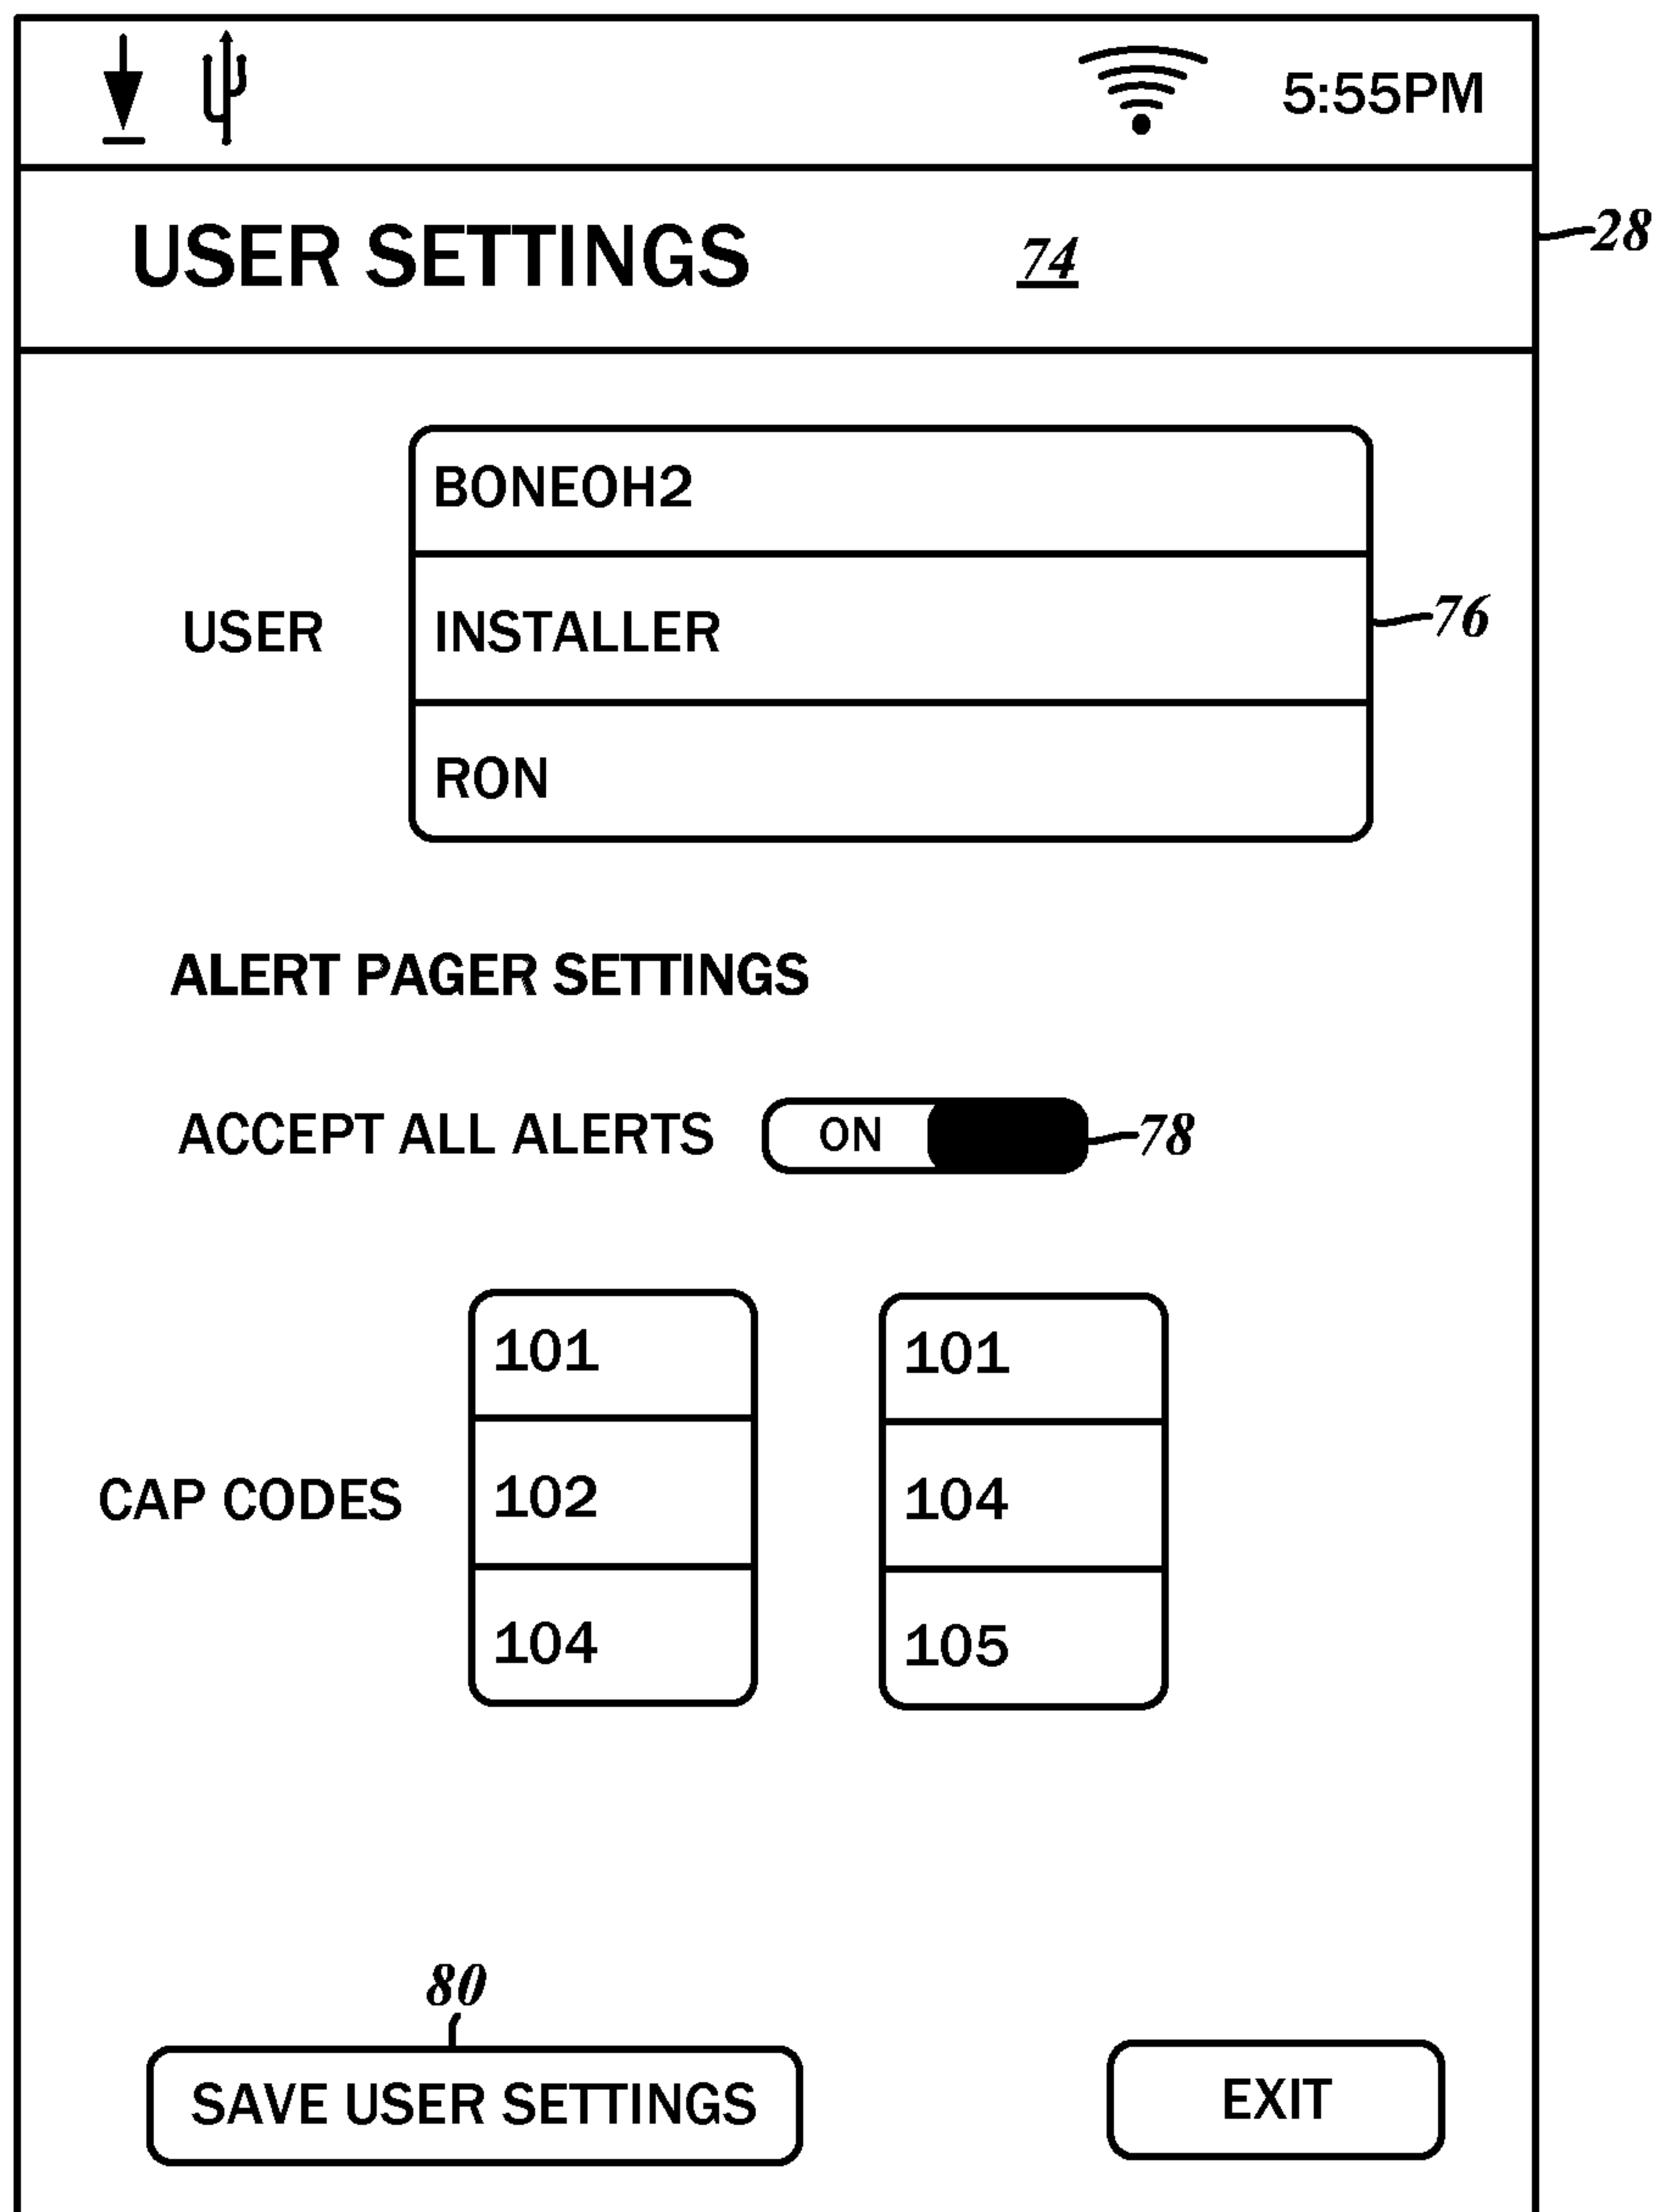 5:55PM
USER SETTINGS 74
28
BONEOH2
USER INSTALLER 76
RON
ALERT PAGER SETTINGS
ACCEPT ALL ALERTS ON 78
101 101
CAP CODES 102 104
104 105
80
SAVE USER SETTINGS EXIT